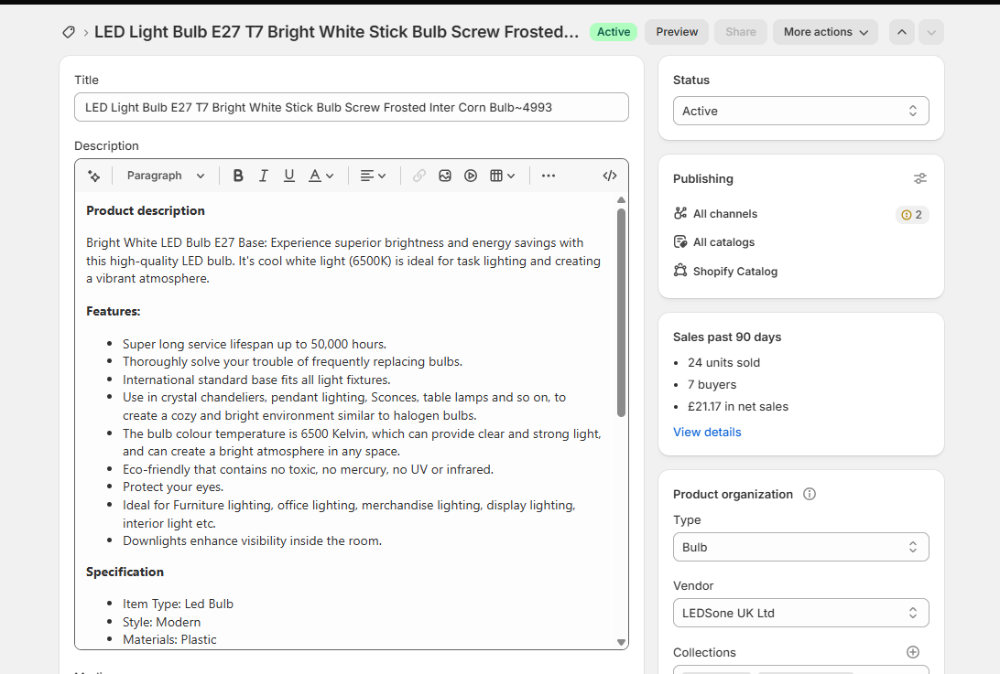 LED Light Bulb E27 T7 Bright White Stick Bulb Screw Frosted...
Active
Preview
Share
More actions
Title
LED Light Bulb E27 T7 Bright White Stick Bulb Screw Frosted Inter Corn Bulb~4993
Description
Paragraph
B I U A
Product description
Bright White LED Bulb E27 Base: Experience superior brightness and energy savings with
this high-quality LED bulb. It's cool white light (6500K) is ideal for task lighting and creating
a vibrant atmosphere.
Features:
Super long service lifespan up to 50,000 hours.
Thoroughly solve your trouble of frequently replacing bulbs.
International standard base fits all light fixtures.
Use in crystal chandeliers, pendant lighting, Sconces, table lamps and so on, to
create a cozy and bright environment similar to halogen bulbs.
The bulb colour temperature is 6500 Kelvin, which can provide clear and strong light,
and can create a bright atmosphere in any space.
Eco-friendly that contains no toxic, no mercury, no UV or infrared.
Protect your eyes.
Ideal for Furniture lighting, office lighting, merchandise lighting, display lighting,
interior light etc.
Downlights enhance visibility inside the room.
Specification
Item Type: Led Bulb
Style: Modern
Materials: Plastic
Status
Active
Publishing
All channels
2
All catalogs
Shopify Catalog
Sales past 90 days
24 units sold
7 buyers
£21.17 in net sales
View details
Product organization
Type
Bulb
Vendor
LEDSone UK Ltd
Collections